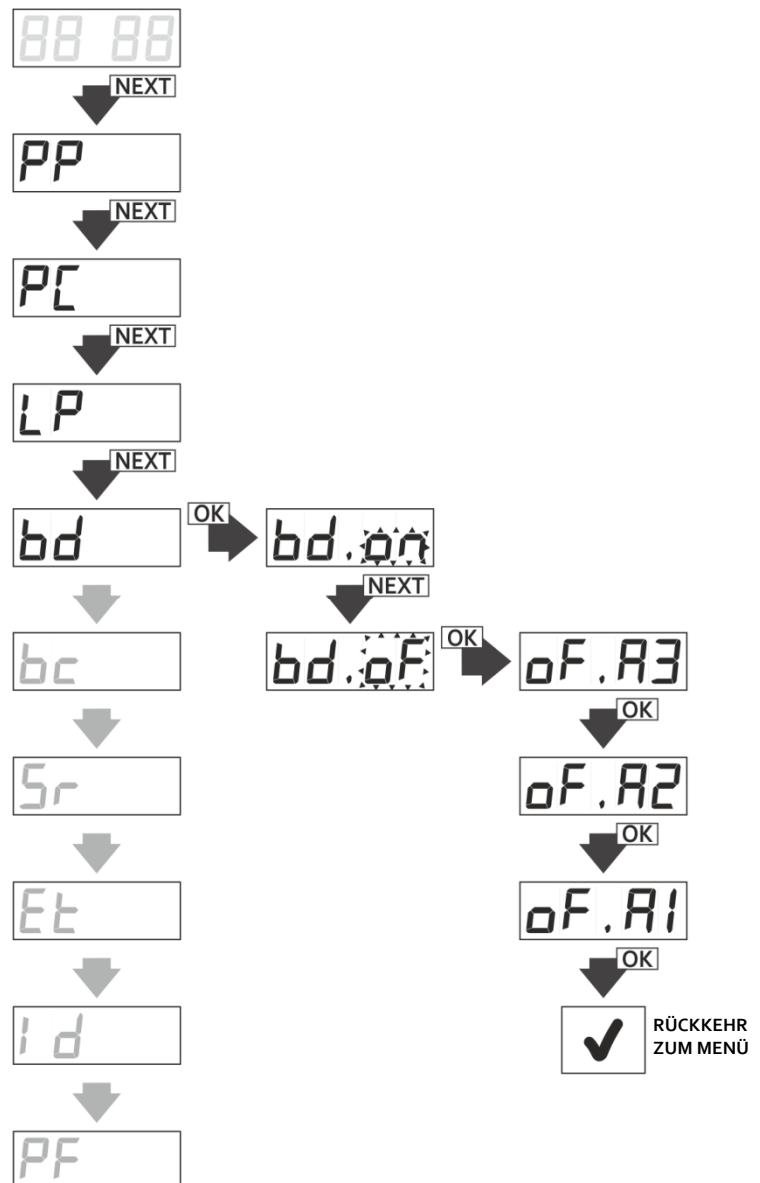 88 88
NEXT
PP
NEXT
PC
NEXT
LP
NEXT
bd
OK
bd.on
NEXT
bc
bd.oF
OK
oF.A3
OK
Sr
oF.A2
OK
Et
oF.A1
OK
Id
RÜCKKEHR
ZUM MENÜ
PF